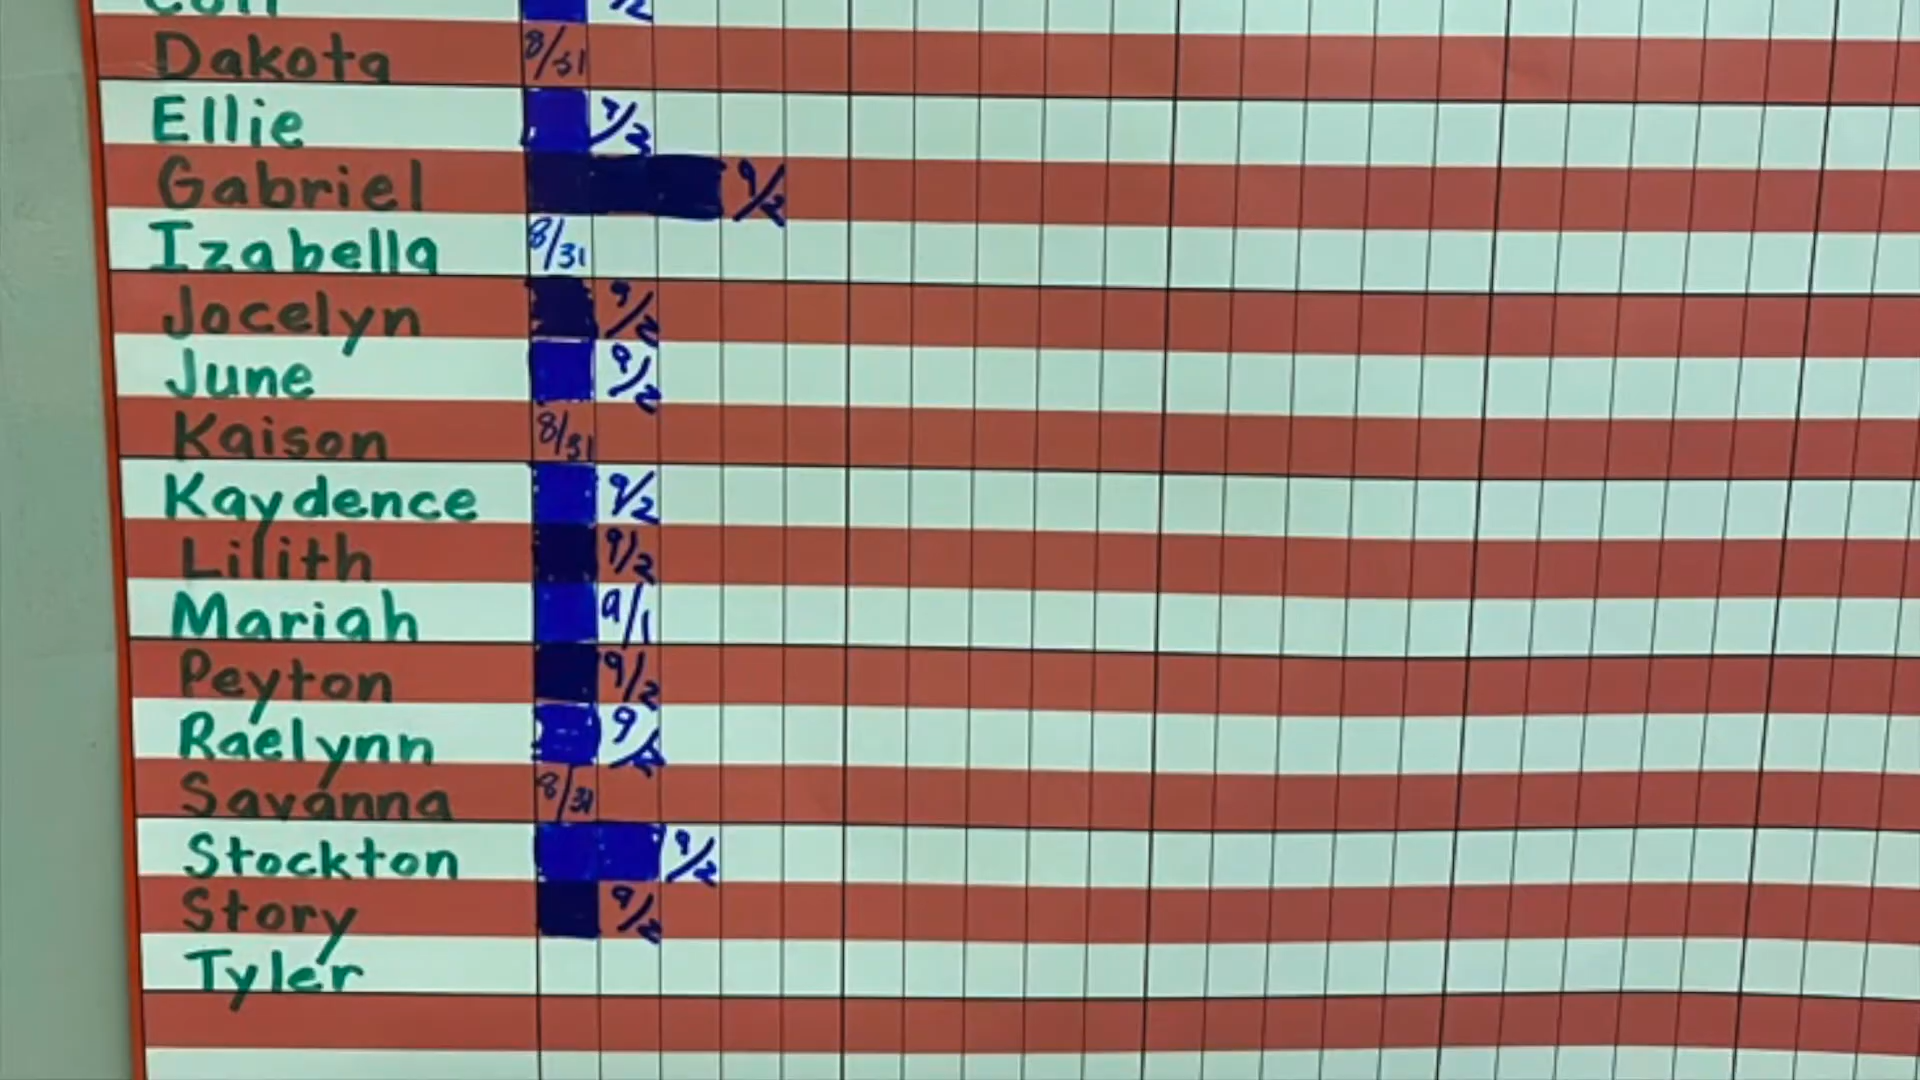 Dakota 8/31
Ellie 9/2
Gabriel 9/2
Izabella 8/31
Jocelyn 9/2
June 9/2
Kaison 8/31
Kaydence 9/2
Lilith 9/2
Mariah 9/1
Peyton 9/2
Raelynn 9/2
Savanna 8/31
Stockton 9/2
Story 9/2
Tyler